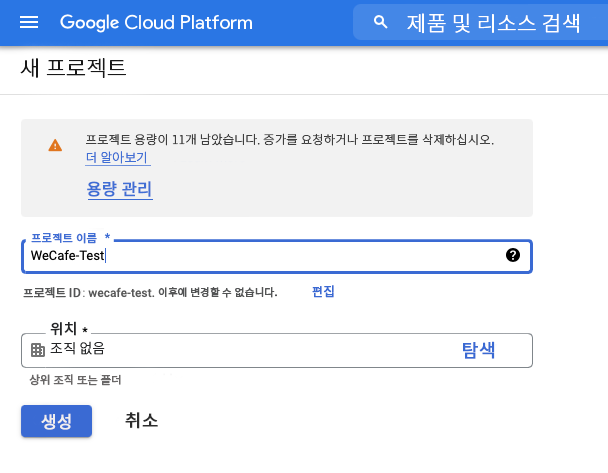 Google Cloud Platform
제품 및 리소스 검색
새 프로젝트
프로젝트 용량이 11개 남았습니다. 증가를 요청하거나 프로젝트를 삭제하십시오.
더 알아보기
용량 관리
프로젝트 이름 *
WeCafe-Test
프로젝트 ID: wecafe-test. 이후에 변경할 수 없습니다. 편집
위치 *
조직 없음 탐색
상위 조직 또는 폴더
생성 취소